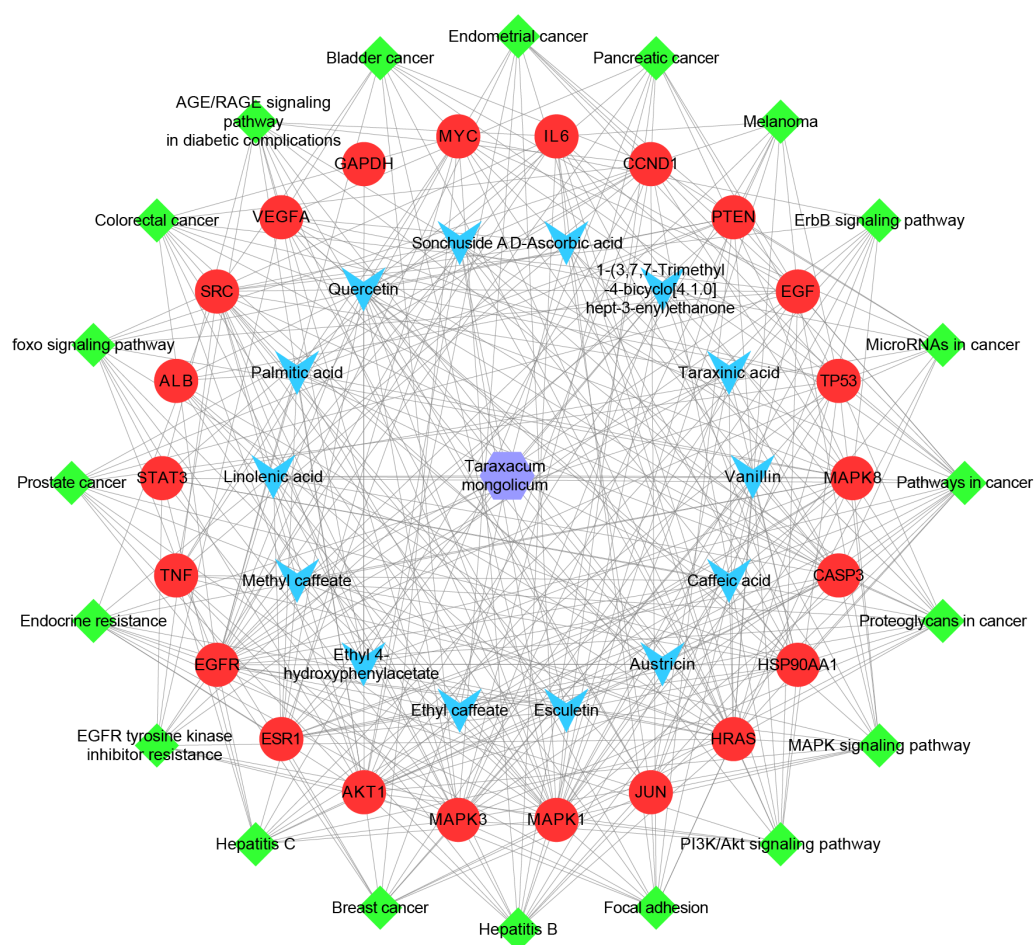 Endometrial cancer
Bladder cancer
Pancreatic cancer
AGE/RAGE signaling
pathway
in diabetic complications
Melanoma
MYC
IL6
GAPDH
CCND1
VEGFA
PTEN
Colorectal cancer
ErbB signaling pathway
Sonchuside A
D-Ascorbic acid
1-(3,7,7-Trimethyl
-4-bicyclo[4.1.0]
hept-3-enyl)ethanone
Quercetin
SRC
EGF
foxo signaling pathway
MicroRNAs in cancer
ALB
Palmitic acid
Taraxinic acid
TP53
Taraxacum
mongolicum
Prostate cancer
STAT3
Linolenic acid
Vanillin
MAPK8
Pathways in cancer
TNF
Methyl caffeate
Caffeic acid
CASP3
Endocrine resistance
Proteoglycans in cancer
EGFR
Ethyl 4-
hydroxyphenylacetate
Austricin
HSP90AA1
Ethyl caffeate
Esculetin
EGFR tyrosine kinase
inhibitor resistance
ESR1
HRAS
MAPK signaling pathway
AKT1
JUN
MAPK3
MAPK1
Hepatitis C
PI3K/Akt signaling pathway
Breast cancer
Focal adhesion
Hepatitis B